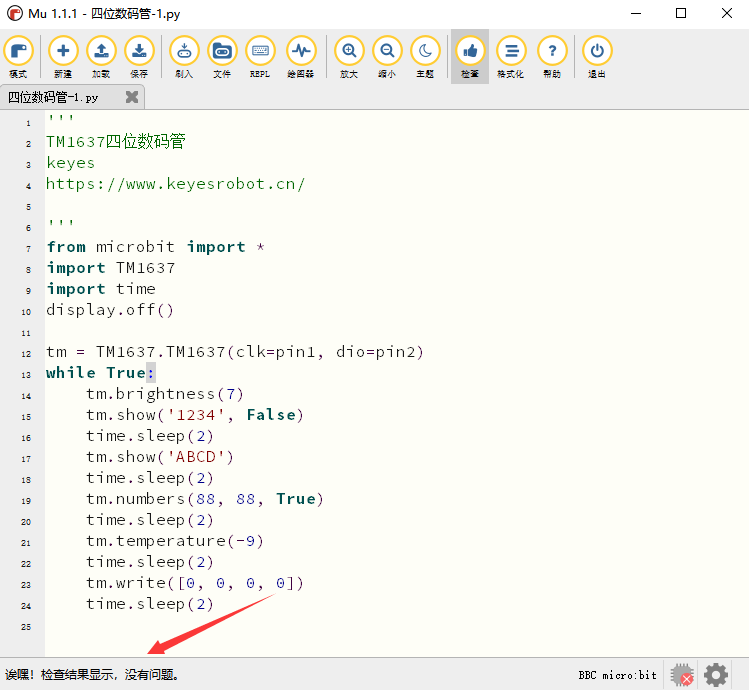 Mu 1.1.1 - 四位数码管-1.py
模式 新建 加载 保存 刷入 文件 REPL 绘图器 放大 缩小 主题 检查 格式化 帮助 退出
四位数码管-1.py
1 '''
2 TM1637四位数码管
3 keyes
4 https://www.keyesrobot.cn/
5
6 '''
7 from microbit import *
8 import TM1637
9 import time
10 display.off()
11
12 tm = TM1637.TM1637(clk=pin1, dio=pin2)
13 while True:
14     tm.brightness(7)
15     tm.show('1234', False)
16     time.sleep(2)
17     tm.show('ABCD')
18     time.sleep(2)
19     tm.numbers(88, 88, True)
20     time.sleep(2)
21     tm.temperature(-9)
22     time.sleep(2)
23     tm.write([0, 0, 0, 0])
24     time.sleep(2)
25
诶嘿！检查结果显示，没有问题。 BBC micro:bit